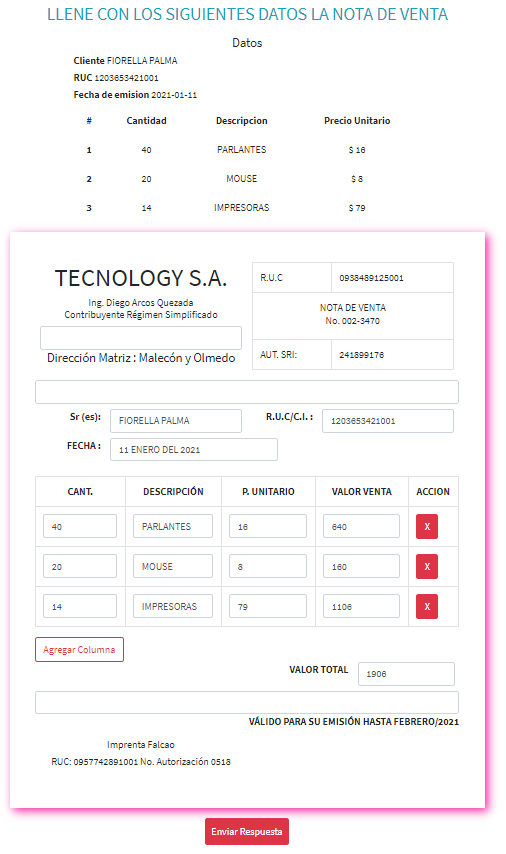 LLENE CON LOS SIGUIENTES DATOS LA NOTA DE VENTA
Datos
Cliente FIORELLA PALMA
RUC 1203653421001
Fecha de emision 2021-01-11
# Cantidad Descripcion Precio Unitario
1 40 PARLANTES $ 16
2 20 MOUSE $ 8
3 14 IMPRESORAS $ 79
TECNOLOGY S.A.
Ing. Diego Arcos Quezada
Contribuyente Régimen Simplificado
Dirección Matriz : Malecón y Olmedo
R.U.C 0938489125001
NOTA DE VENTA
No. 002-3470
AUT. SRI: 241899176
Sr (es): FIORELLA PALMA R.U.C/C.I. : 1203653421001
FECHA : 11 ENERO DEL 2021
CANT. DESCRIPCIÓN P. UNITARIO VALOR VENTA ACCION
40 PARLANTES 16 640 X
20 MOUSE 8 160 X
14 IMPRESORAS 79 1106 X
Agregar Columna
VALOR TOTAL 1906
VÁLIDO PARA SU EMISIÓN HASTA FEBRERO/2021
Imprenta Falcao
RUC: 0957742891001 No. Autorización 0518
Enviar Respuesta